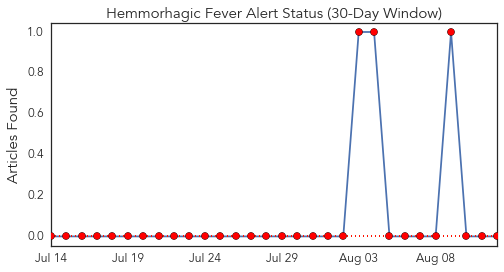 Hemmorhagic Fever Alert Status (30-Day Window)
Articles Found
1.0
0.8
0.6
0.4
0.2
0.0
Jul 14 Jul 19 Jul 24 Jul 29 Aug 03 Aug 08